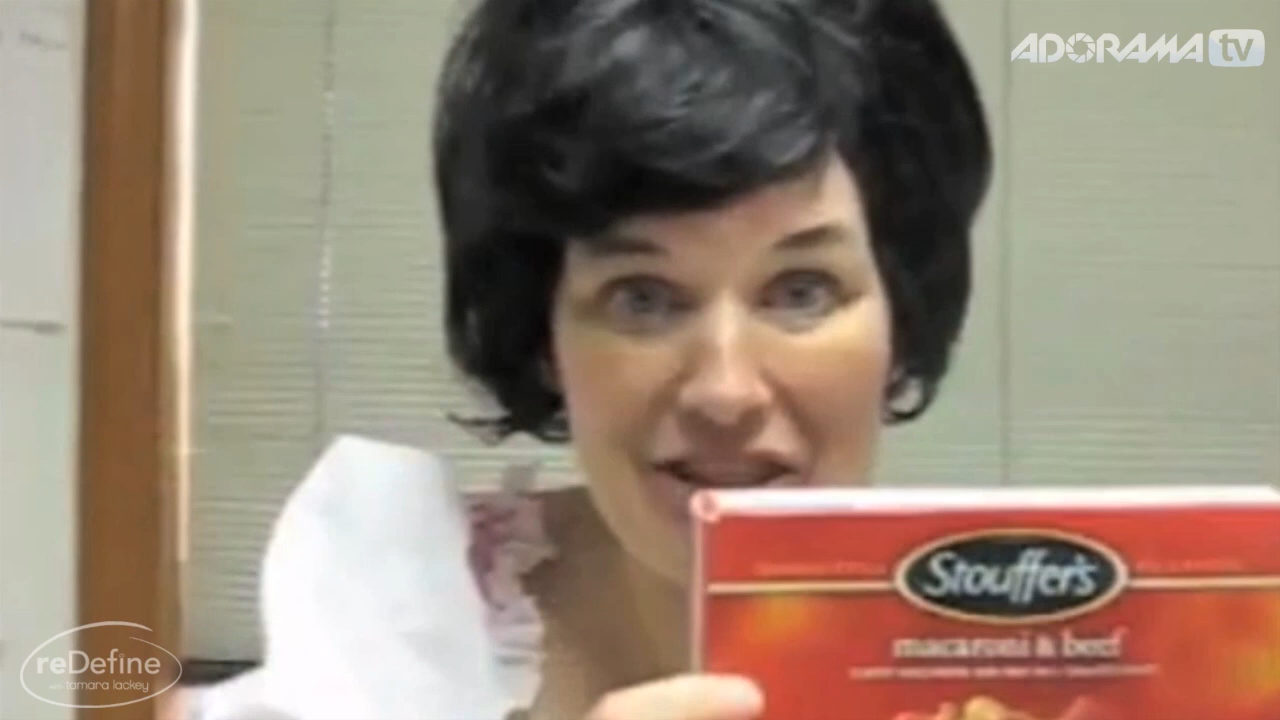 ADORAMA tv
Stouffer's
macaroni & beef
reDefine
with tamara lackey